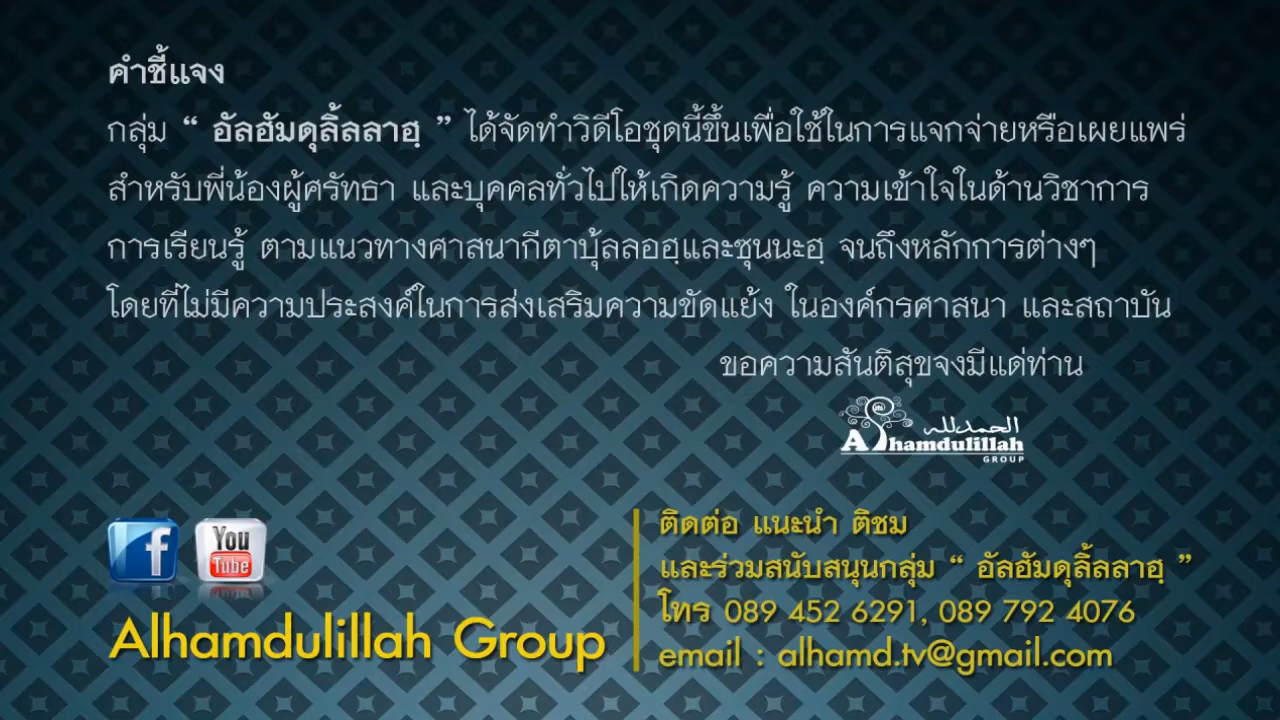 คำชี้แจง
กลุ่ม “ อัลฮัมดุลิ้ลลาฮฺ ” ได้จัดทำวิดีโอชุดนี้ขึ้นเพื่อใช้ในการแจกจ่ายหรือเผยแพร่
สำหรับพี่น้องผู้ศรัทธา และบุคคลทั่วไปให้เกิดความรู้ ความเข้าใจในด้านวิชาการ
การเรียนรู้ ตามแนวทางศาสนากีตาบุ้ลลอฮฺและซุนนะฮฺ จนถึงหลักการต่างๆ
โดยที่ไม่มีความประสงค์ในการส่งเสริมความขัดแย้ง ในองค์กรศาสนา และสถาบัน
ขอความสันติสุขจงมีแด่ท่าน
الحمدلله
Alhamdulillah
GROUP
f You Tube
Alhamdulillah Group
ติดต่อ แนะนำ ติชม
และร่วมสนับสนุนกลุ่ม “ อัลฮัมดุลิ้ลลาฮฺ ”
โทร 089 452 6291, 089 792 4076
email : alhamd.tv@gmail.com